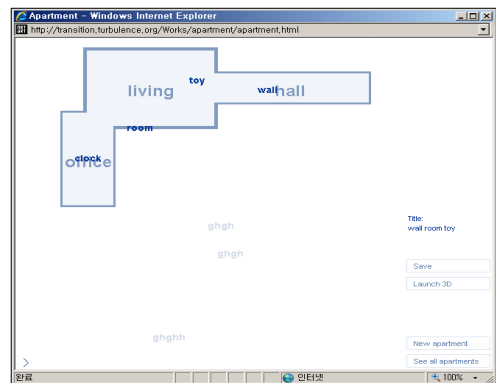 Apartment - Windows Internet Explorer
http://transition.turbulence.org/Works/apartment/apartment.html
living
toy
wall
hall
room
clock
office
ghgh
ghgh
ghghh
Title:
wall room toy
Save
Launch 3D
New apartment
See all apartments
완료
인터넷
100%